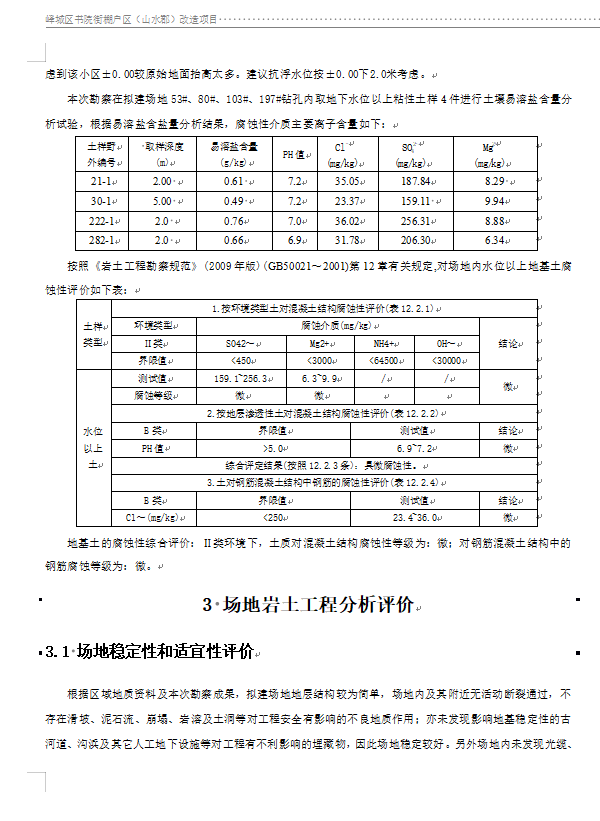 峄城区书院街棚户区（山水郡）改造项目
虑到该小区±0.00较原始地面抬高太多。建议抗浮水位按±0.00下2.0米考虑。
本次勘察在拟建场地 53#、80#、103#、197#钻孔内取地下水位以上粘性土样 4 件进行土壤易溶盐含量分
析试验，根据易溶盐含盐量分析结果，腐蚀性介质主要离子含量如下：
土样野外编号 取样深度(m) 易溶盐含量(g/kg) PH 值 Cl⁻(mg/kg) SO₄²⁻(mg/kg) Mg²⁺(mg/kg)
21-1 2.00 0.61 7.2 35.05 187.84 8.29
30-1 5.00 0.49 7.2 23.37 159.11 9.94
222-1 2.0 0.76 7.0 36.02 256.31 8.88
282-1 2.0 0.66 6.9 31.78 206.30 6.34
按照《岩土工程勘察规范》(2009 年版)(GB50021～2001)第 12 章有关规定,对场地内水位以上地基土腐
蚀性评价如下表：
土样类型 1.按环境类型土对混凝土结构腐蚀性评价(表 12.2.1)
环境类型 腐蚀介质(mg/kg) 结论
II 类 SO42～ Mg2+ NH4+ OH～
界限值 <450 <3000 <64500 <30000
水位以上土 测试值 159.1~256.3 6.3~9.9 / / 微
腐蚀等级 微 微
2.按地层渗透性土对混凝土结构腐蚀性评价(表 12.2.2)
B 类 界限值 测试值 结论
PH 值 >5.0 6.9~7.2 微
综合评定结果(按照 12.2.3 条)：具微腐蚀性。
3.土对钢筋混凝土结构中钢筋的腐蚀性评价(表 12.2.4)
B 类 界限值 测试值 结论
Cl～(mg/kg) <250 23.4~36.0 微
地基土的腐蚀性综合评价：II类环境下，土质对混凝土结构腐蚀性等级为：微；对钢筋混凝土结构中的
钢筋腐蚀等级为：微。
3 场地岩土工程分析评价
3.1 场地稳定性和适宜性评价
根据区域地质资料及本次勘察成果，拟建场地地层结构较为简单，场地内及其附近无活动断裂通过，不
存在滑坡、泥石流、崩塌、岩溶及土洞等对工程安全有影响的不良地质作用；亦未发现影响地基稳定性的古
河道、沟浜及其它人工地下设施等对工程有不利影响的埋藏物，因此场地稳定较好。另外场地内未发现光缆、